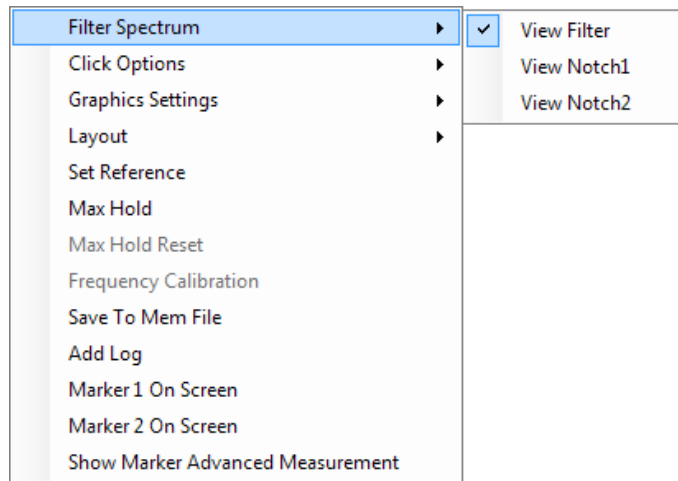 Filter Spectrum
Click Options
Graphics Settings
Layout
Set Reference
Max Hold
Max Hold Reset
Frequency Calibration
Save To Mem File
Add Log
Marker 1 On Screen
Marker 2 On Screen
Show Marker Advanced Measurement
View Filter
View Notch1
View Notch2